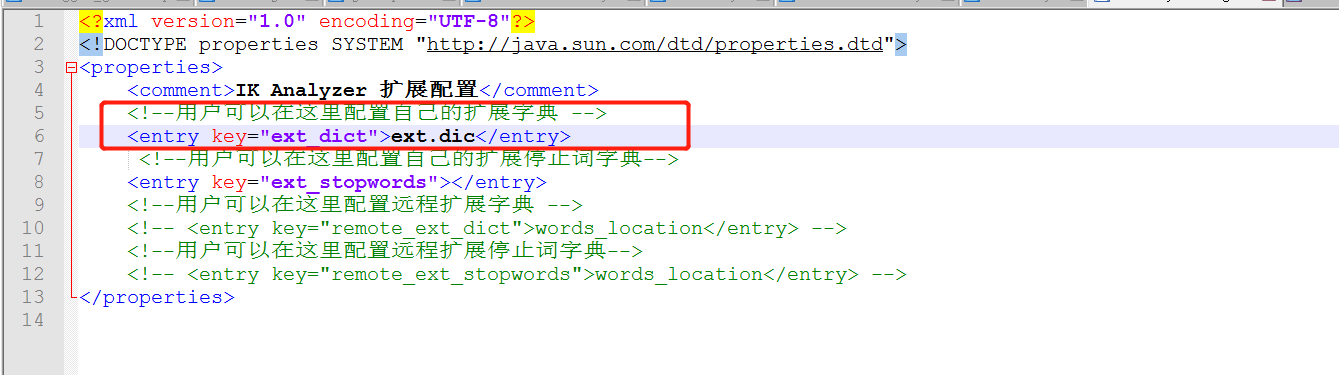 1 <?xml version="1.0" encoding="UTF-8"?>
2 <!DOCTYPE properties SYSTEM "http://java.sun.com/dtd/properties.dtd">
3 <properties>
4 <comment>IK Analyzer 扩展配置</comment>
5 <!--用户可以在这里配置自己的扩展字典 -->
6 <entry key="ext_dict">ext.dic</entry>
7 <!--用户可以在这里配置自己的扩展停止词字典-->
8 <entry key="ext_stopwords"></entry>
9 <!--用户可以在这里配置远程扩展字典 -->
10 <!-- <entry key="remote_ext_dict">words_location</entry> -->
11 <!--用户可以在这里配置远程扩展停止词字典-->
12 <!-- <entry key="remote_ext_stopwords">words_location</entry> -->
13 </properties>
14